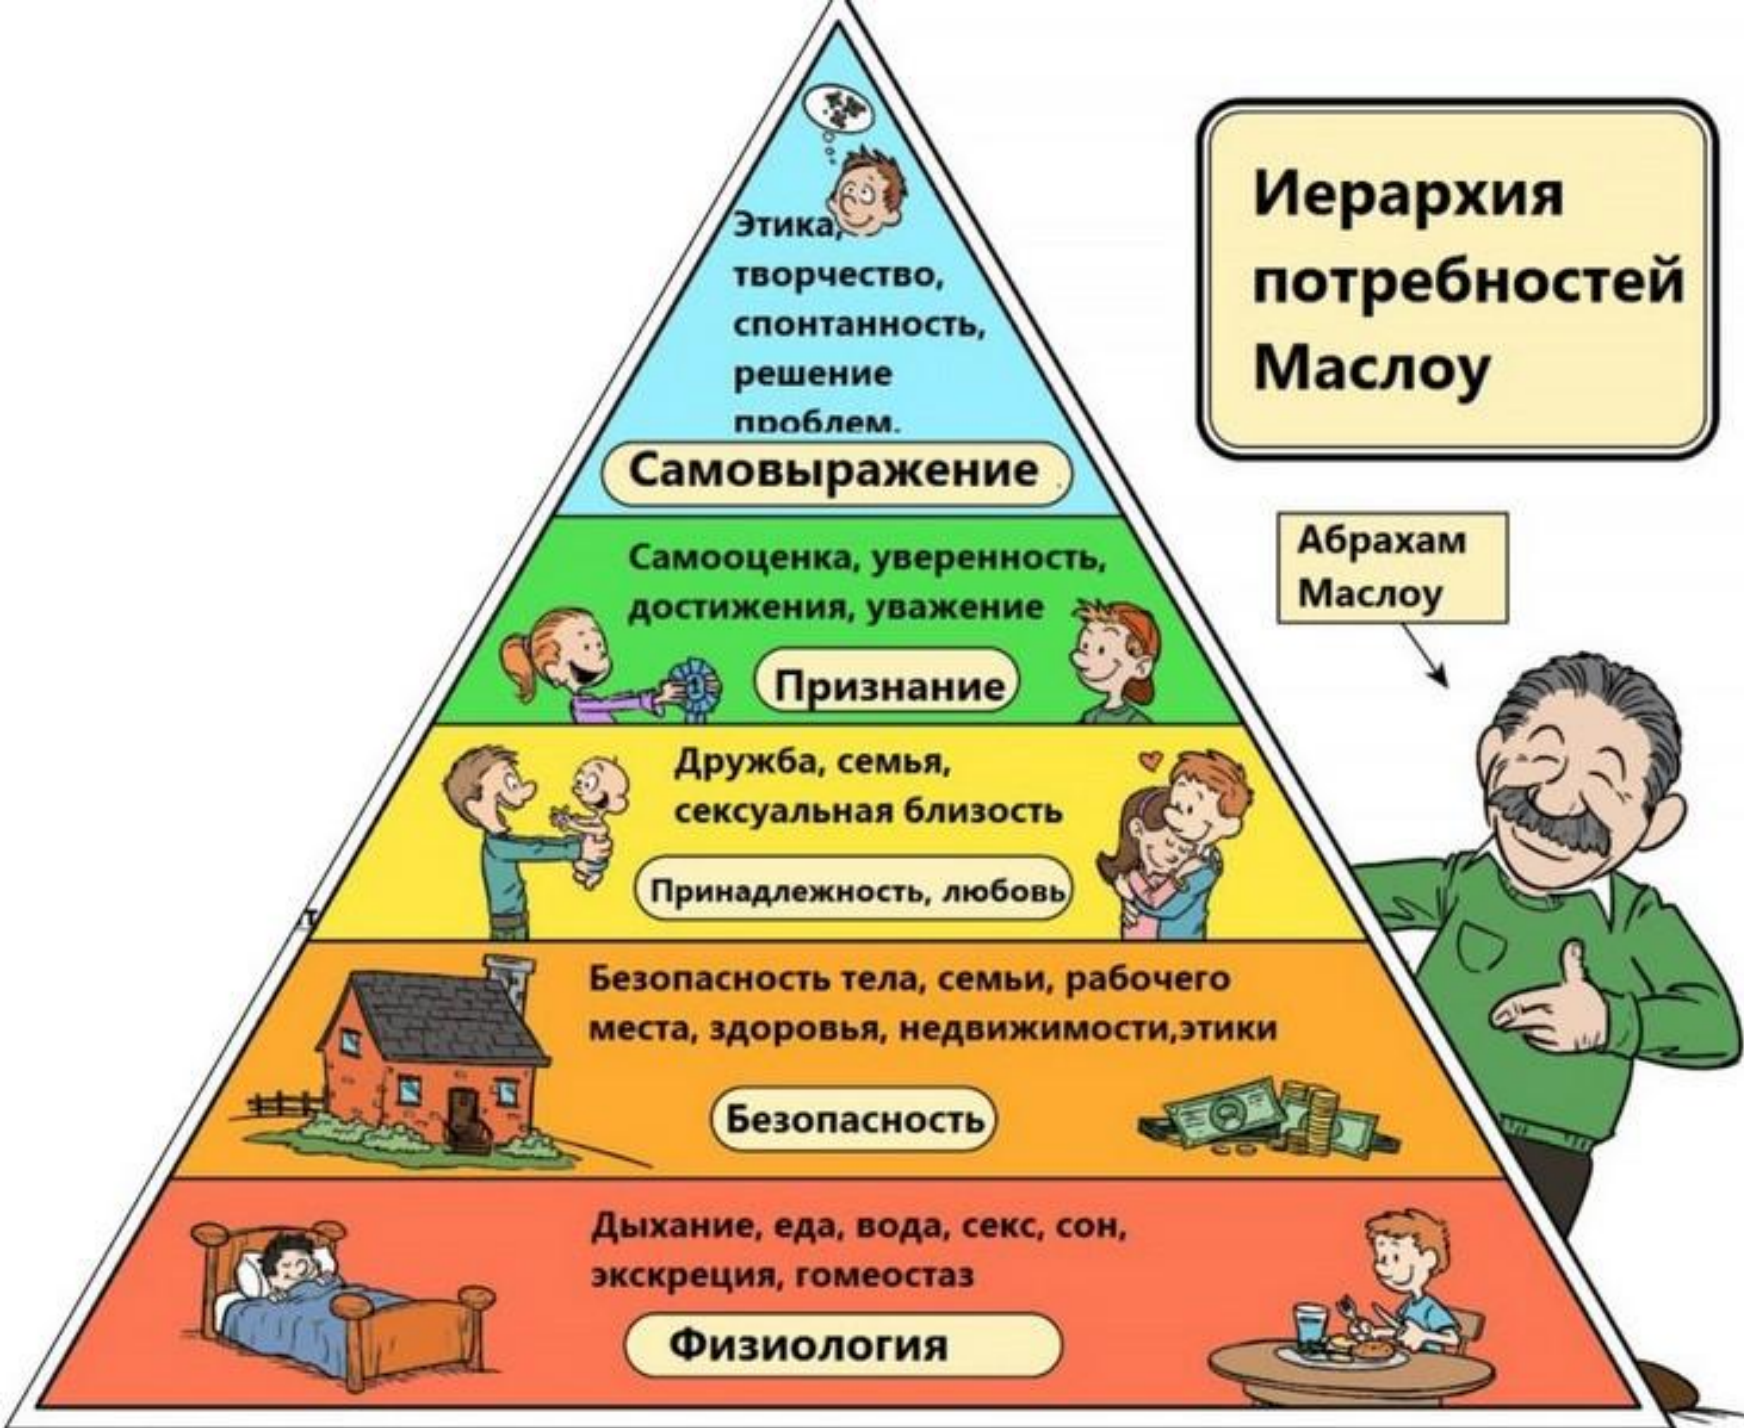 Этика,
творчество,
спонтанность,
решение
проблем.
Самовыражение
Самооценка, уверенность,
достижения, уважение
Признание
Дружба, семья,
сексуальная близость
Принадлежность, любовь
Безопасность тела, семьи, рабочего
места, здоровья, недвижимости,этики
Безопасность
Дыхание, еда, вода, секс, сон,
экскреция, гомеостаз
Физиология
Иерархия
потребностей
Маслоу
Абрахам
Маслоу
1